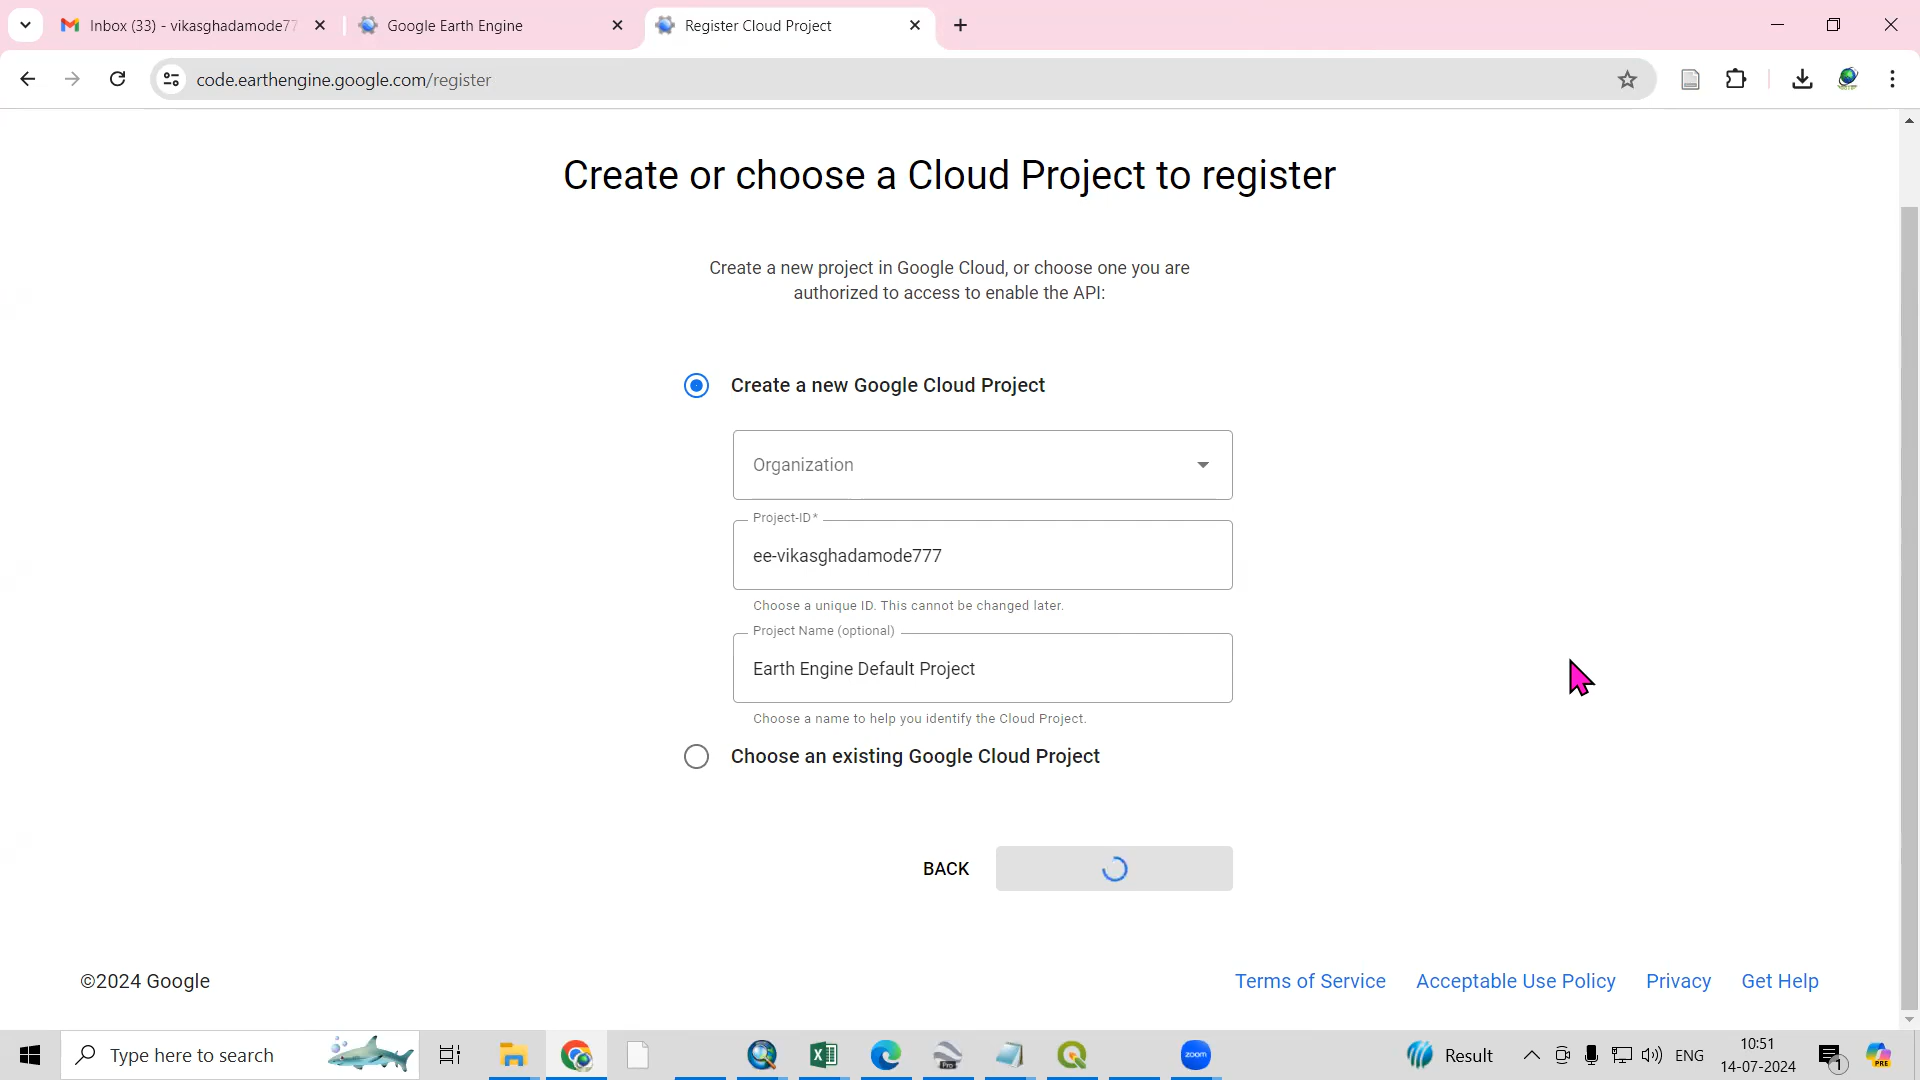 Inbox (33) - vikasghadamode77
Google Earth Engine
Register Cloud Project
code.earthengine.google.com/register
Create or choose a Cloud Project to register
Create a new project in Google Cloud, or choose one you are
authorized to access to enable the API:
Create a new Google Cloud Project
Organization
Project-ID*
ee-vikasghadamode777
Choose a unique ID. This cannot be changed later.
Project Name (optional)
Earth Engine Default Project
Choose a name to help you identify the Cloud Project.
Choose an existing Google Cloud Project
BACK
©2024 Google
Terms of Service
Acceptable Use Policy
Privacy
Get Help
Type here to search
Pro
zoom
Result
ENG
10:51
14-07-2024
1
PRE